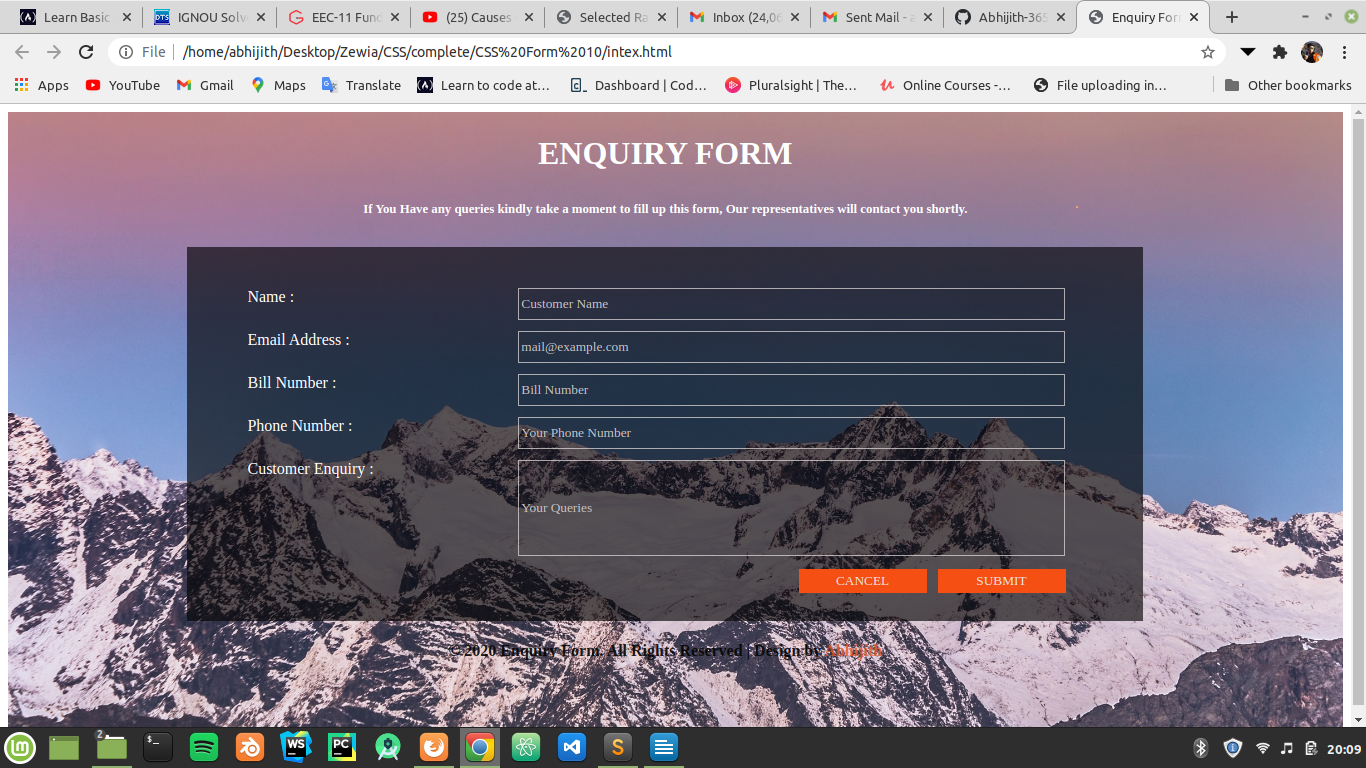 Learn Basic
IGNOU Solv
EEC-11 Fun
(25) Causes
Selected Ra
Inbox (24,06
Sent Mail - a
Abhijith-365
Enquiry For
File
/home/abhijith/Desktop/Zewia/CSS/complete/CSS%20Form%2010/intex.html
Apps
YouTube
Gmail
Maps
Translate
Learn to code at…
Dashboard | Cod…
Pluralsight | The…
Online Courses -…
File uploading in…
Other bookmarks
ENQUIRY FORM
If You Have any queries kindly take a moment to fill up this form, Our representatives will contact you shortly.
Name :
Customer Name
Email Address :
mail@example.com
Bill Number :
Bill Number
Phone Number :
Your Phone Number
Customer Enquiry :
Your Queries
CANCEL
SUBMIT
© 2020 Enquiry Form. All Rights Reserved | Design by Abhijith
2
20:09